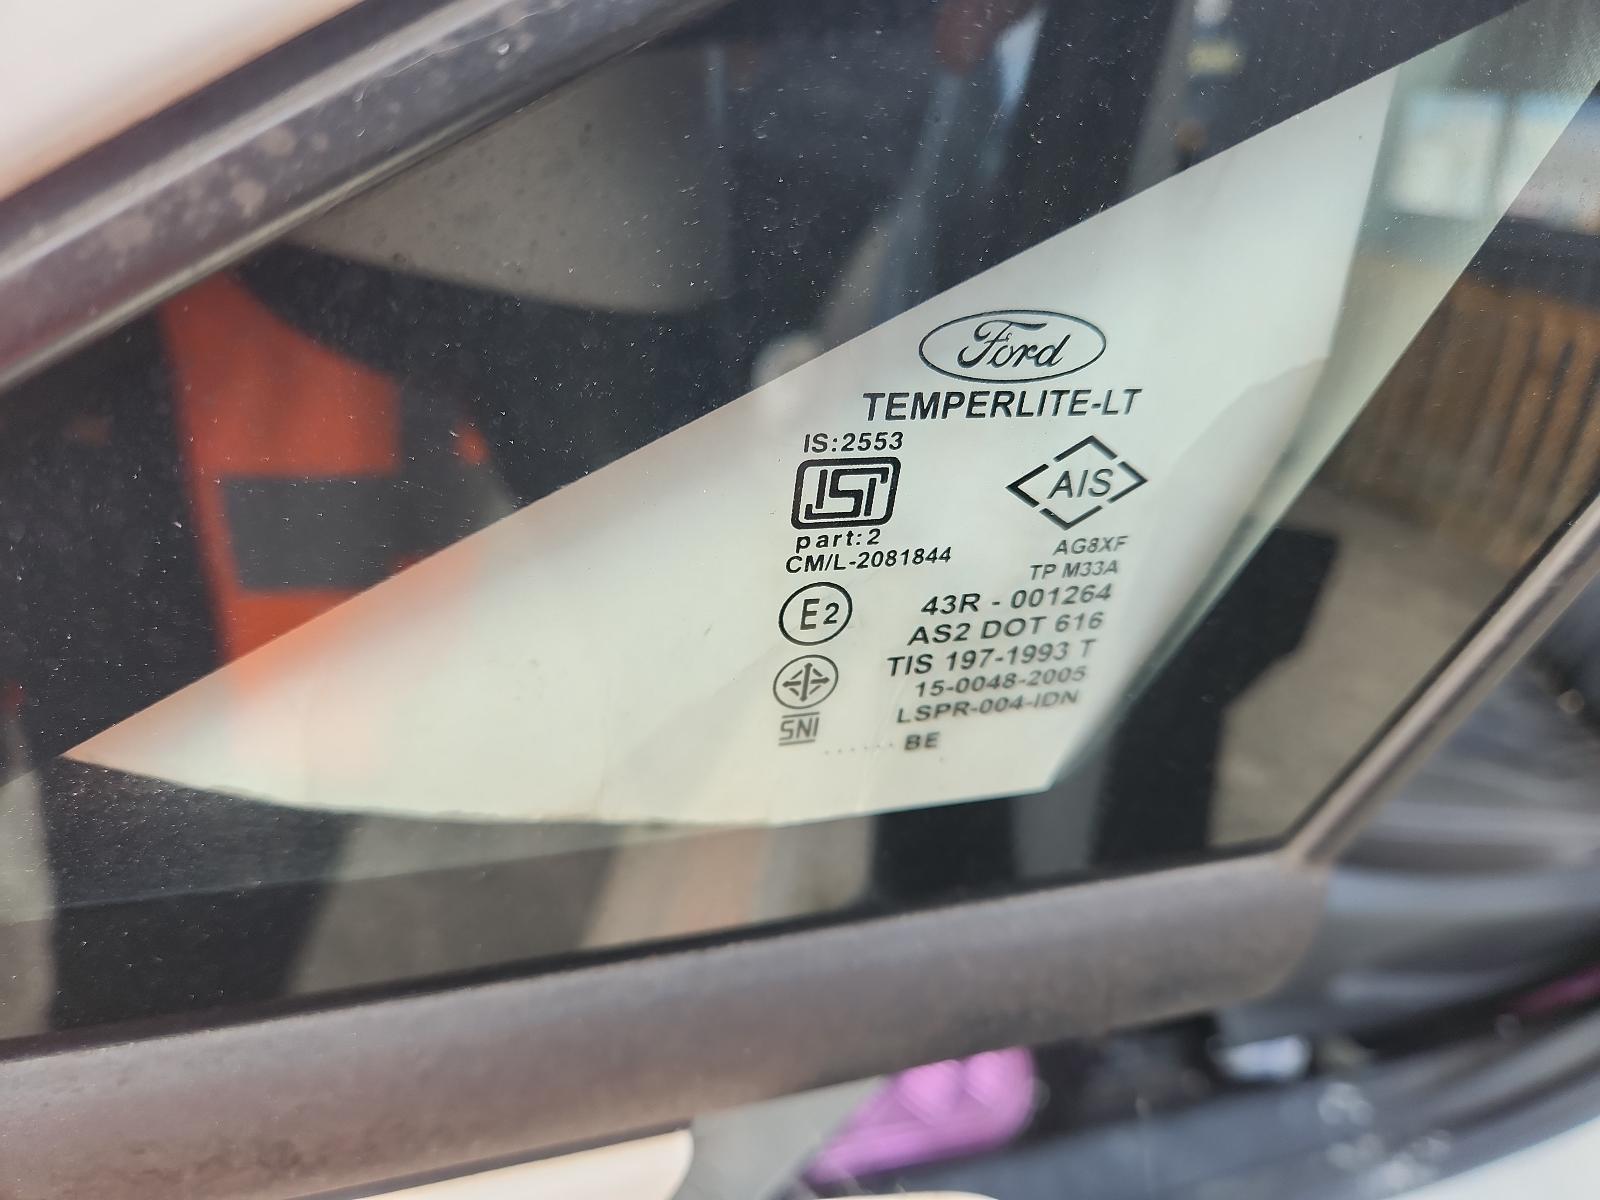 Ford
TEMPERLITE-LT
IS:2553
ISI
part:2
CM/L-2081844
AIS
AG8XF
TP M33A
E2
43R - 001264
AS2 DOT 616
TIS 197-1993 T
15-0048-2005
LSPR-004-IDN
SNI
...... BE